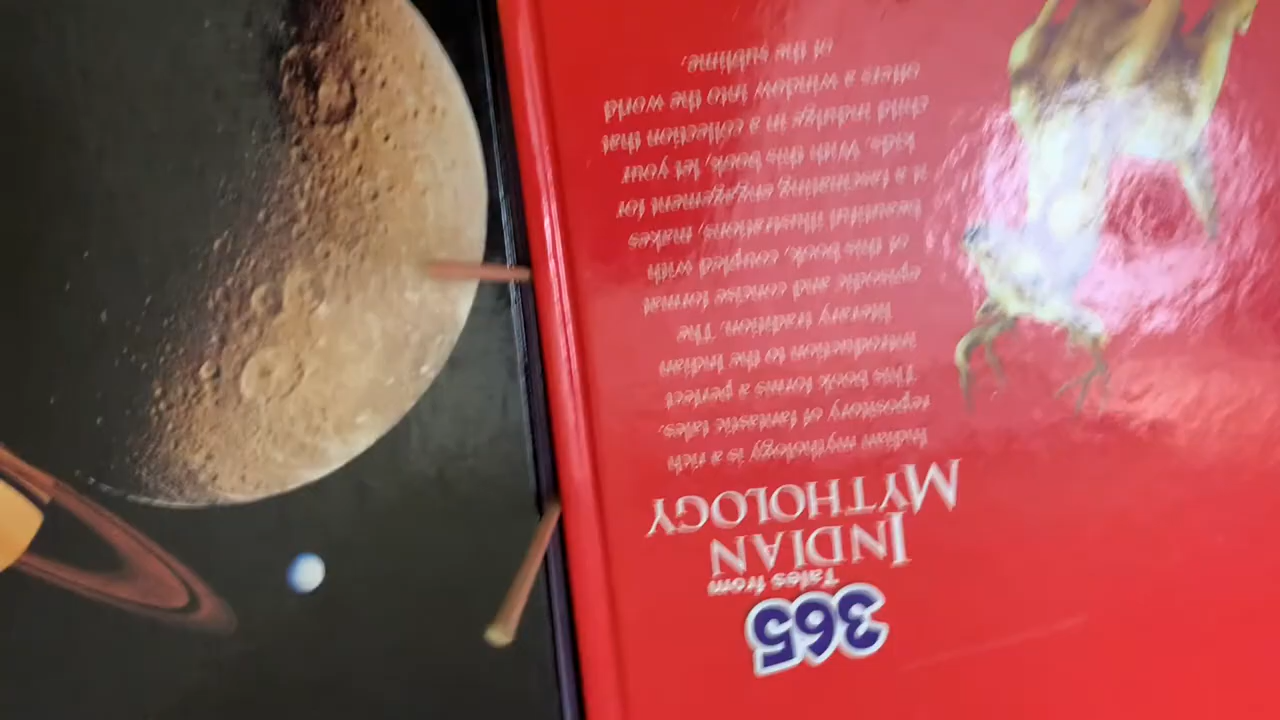 365
Tales from
INDIAN
MYTHOLOGY
Indian mythology is a rich
repository of fantastic tales.
This book forms a perfect
introduction to the Indian
literary tradition. The
episodic and concise format
of this book, coupled with
beautiful illustrations, makes
it a fascinating engagement for
kids. With this book, let your
child indulge in a collection that
offers a window into the world
of the sublime.